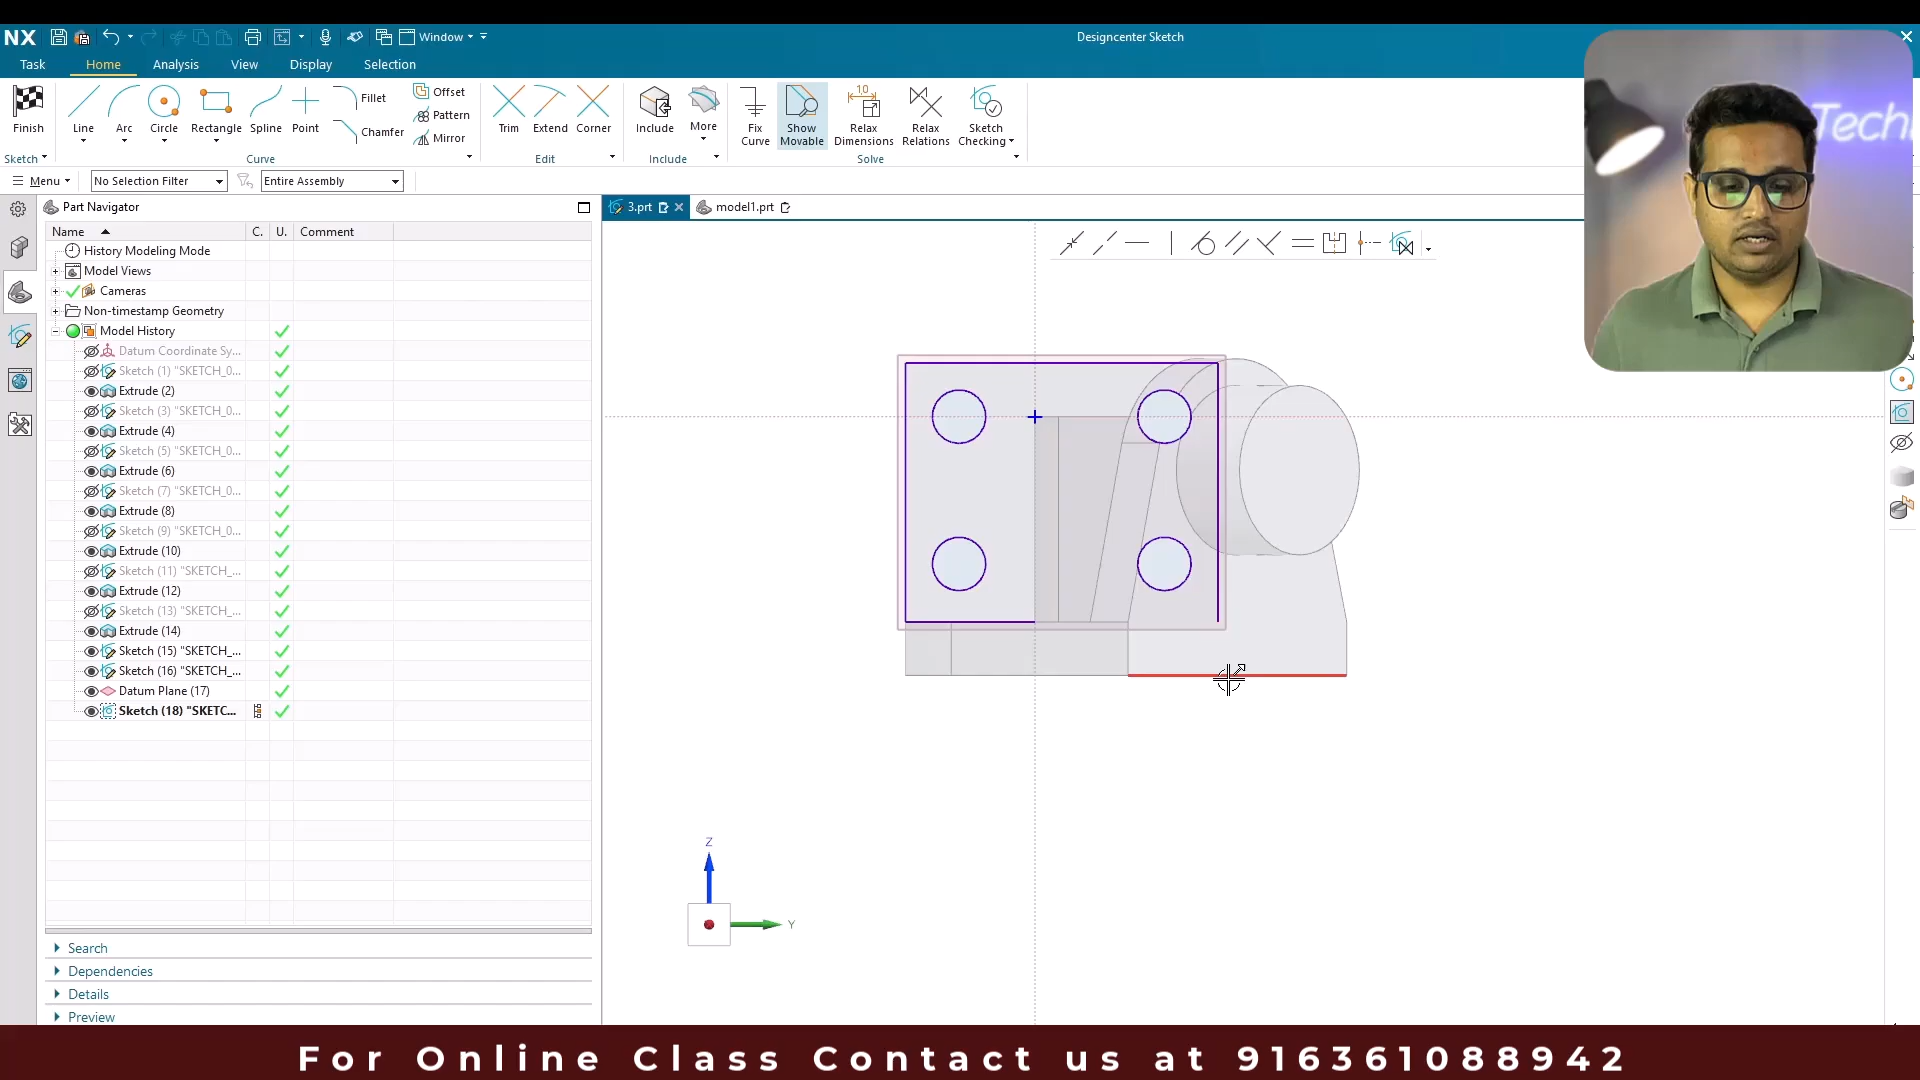 NX
Window
Designcenter Sketch
Task
Home
Analysis
View
Display
Selection
Finish
Line
Arc
Circle
Rectangle
Spline
Point
Fillet
Chamfer
Offset
Pattern
Mirror
Trim
Extend
Corner
Include
More
Fix
Curve
Show
Movable
Relax
Dimensions
Relax
Relations
Sketch
Checking
Sketch
Curve
Edit
Include
Solve
Menu
No Selection Filter
Entire Assembly
Part Navigator
3.prt
model1.prt
Name
C.
U.
Comment
History Modeling Mode
Model Views
Cameras
Non-timestamp Geometry
Model History
Datum Coordinate Sy...
Sketch (1) "SKETCH_0...
Extrude (2)
Sketch (3) "SKETCH_0...
Extrude (4)
Sketch (5) "SKETCH_0...
Extrude (6)
Sketch (7) "SKETCH_0...
Extrude (8)
Sketch (9) "SKETCH_0...
Extrude (10)
Sketch (11) "SKETCH_...
Extrude (12)
Sketch (13) "SKETCH_...
Extrude (14)
Sketch (15) "SKETCH_...
Sketch (16) "SKETCH_...
Datum Plane (17)
Sketch (18) "SKETC...
Search
Dependencies
Details
Preview
Z
Y
For Online Class Contact us at 916361088942